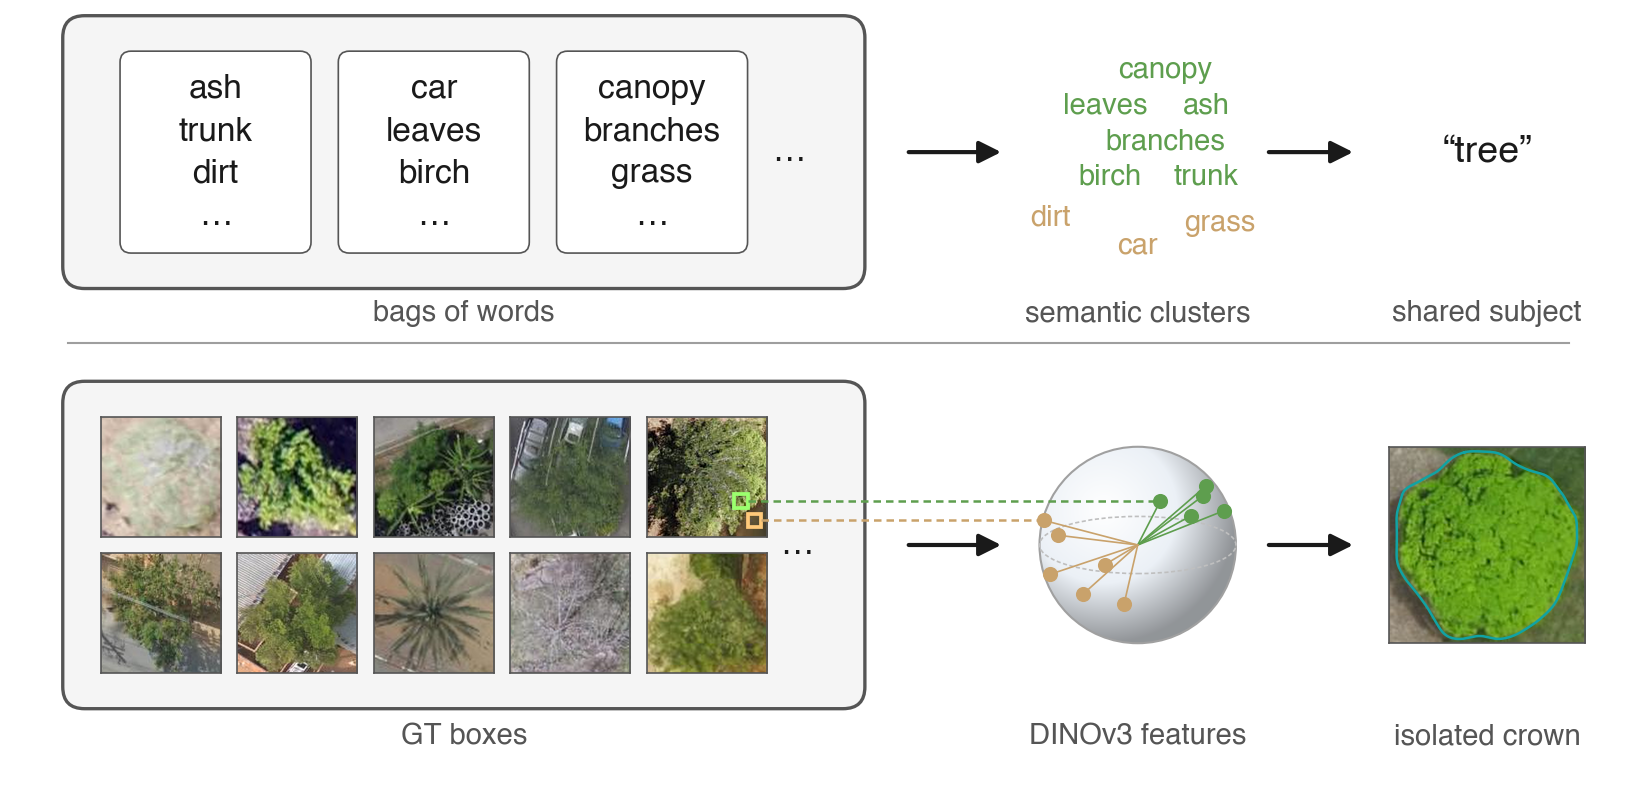 ash
trunk
dirt
...
car
leaves
birch
...
canopy
branches
grass
...
...
bags of words
canopy
leaves ash
branches
birch trunk
dirt
grass
car
semantic clusters
“tree”
shared subject
...
GT boxes
DINOv3 features
isolated crown